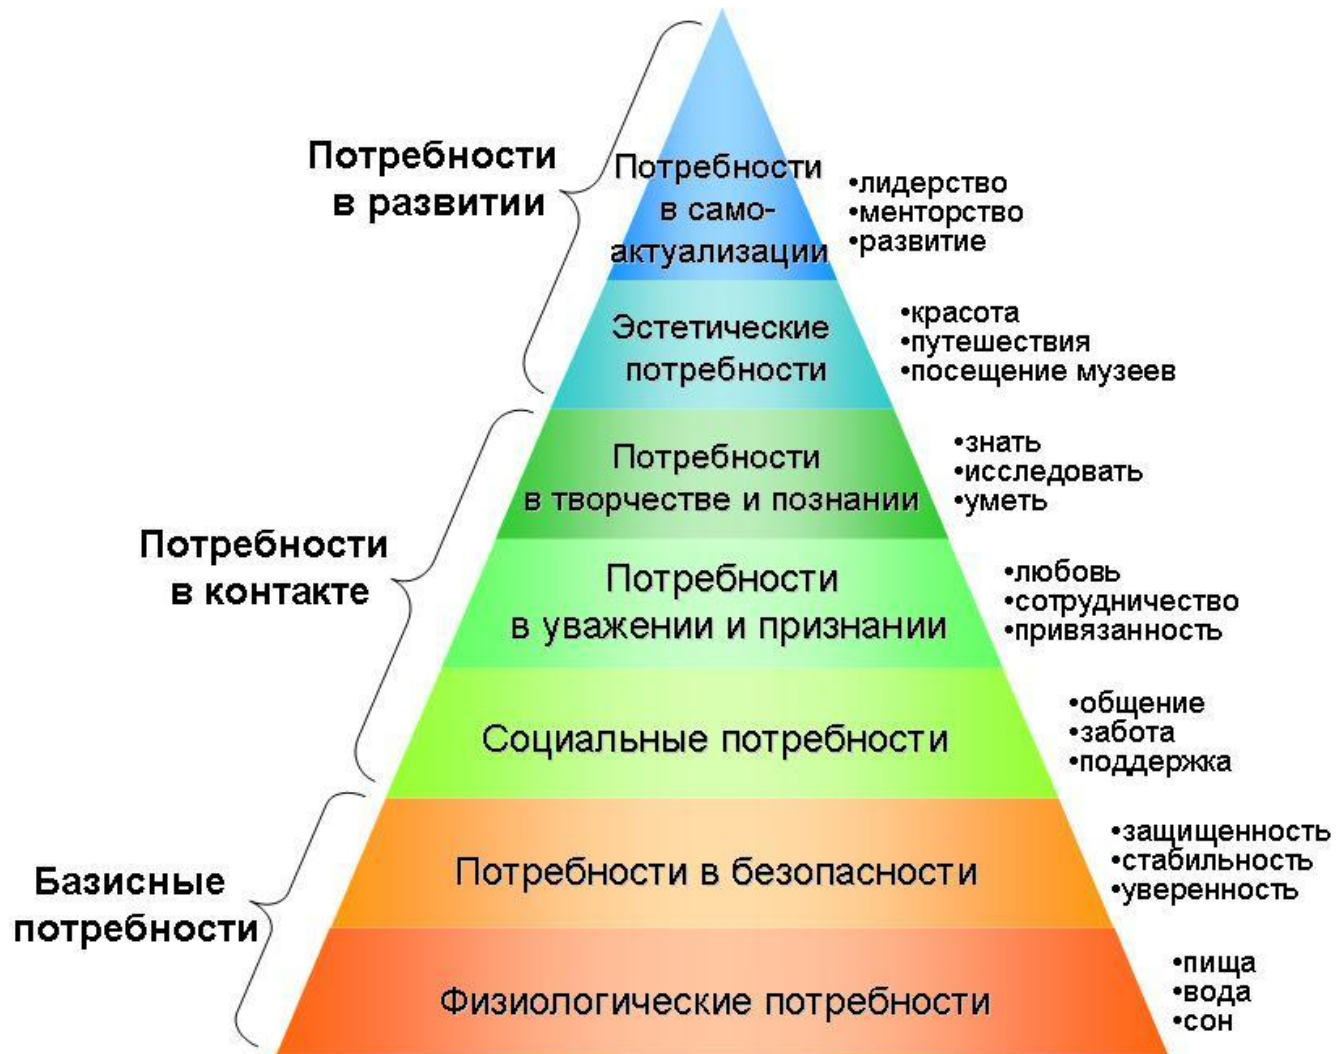 Потребности
в развитии
Потребности
в само-
актуализации
•лидерство
•менторство
•развитие
Эстетические
потребности
•красота
•путешествия
•посещение музеев
Потребности
в контакте
Потребности
в творчестве и познании
•знать
•исследовать
•уметь
Потребности
в уважении и признании
•любовь
•сотрудничество
•привязанность
Социальные потребности
•общение
•забота
•поддержка
Базисные
потребности
Потребности в безопасности
•защищенность
•стабильность
•уверенность
Физиологические потребности
•пища
•вода
•сон